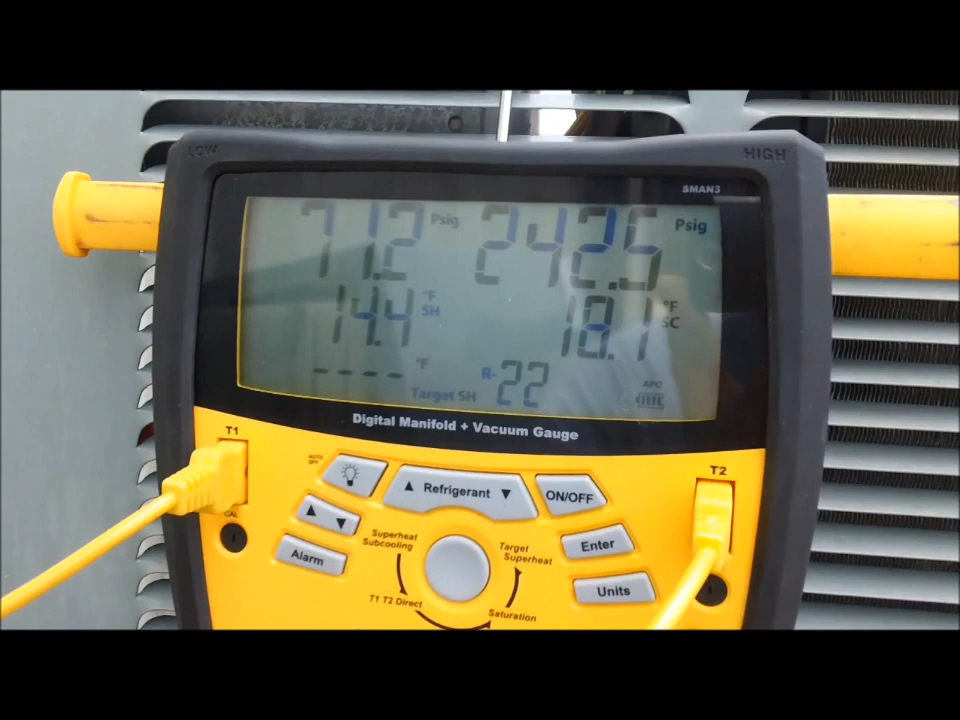 LOW HIGH
SMAN3
71.2 Psig 242.5 Psig
14.4 °F SH 18.1 °F SC
---- °F Target SH R-22 APO
Digital Manifold + Vacuum Gauge
T1
T2
AUTO OFF
▲ Refrigerant ▼
ON/OFF
▲ ▼
CAL
Superheat
Subcooling
Target
Superheat
Enter
Alarm
T1 T2 Direct
Saturation
Units